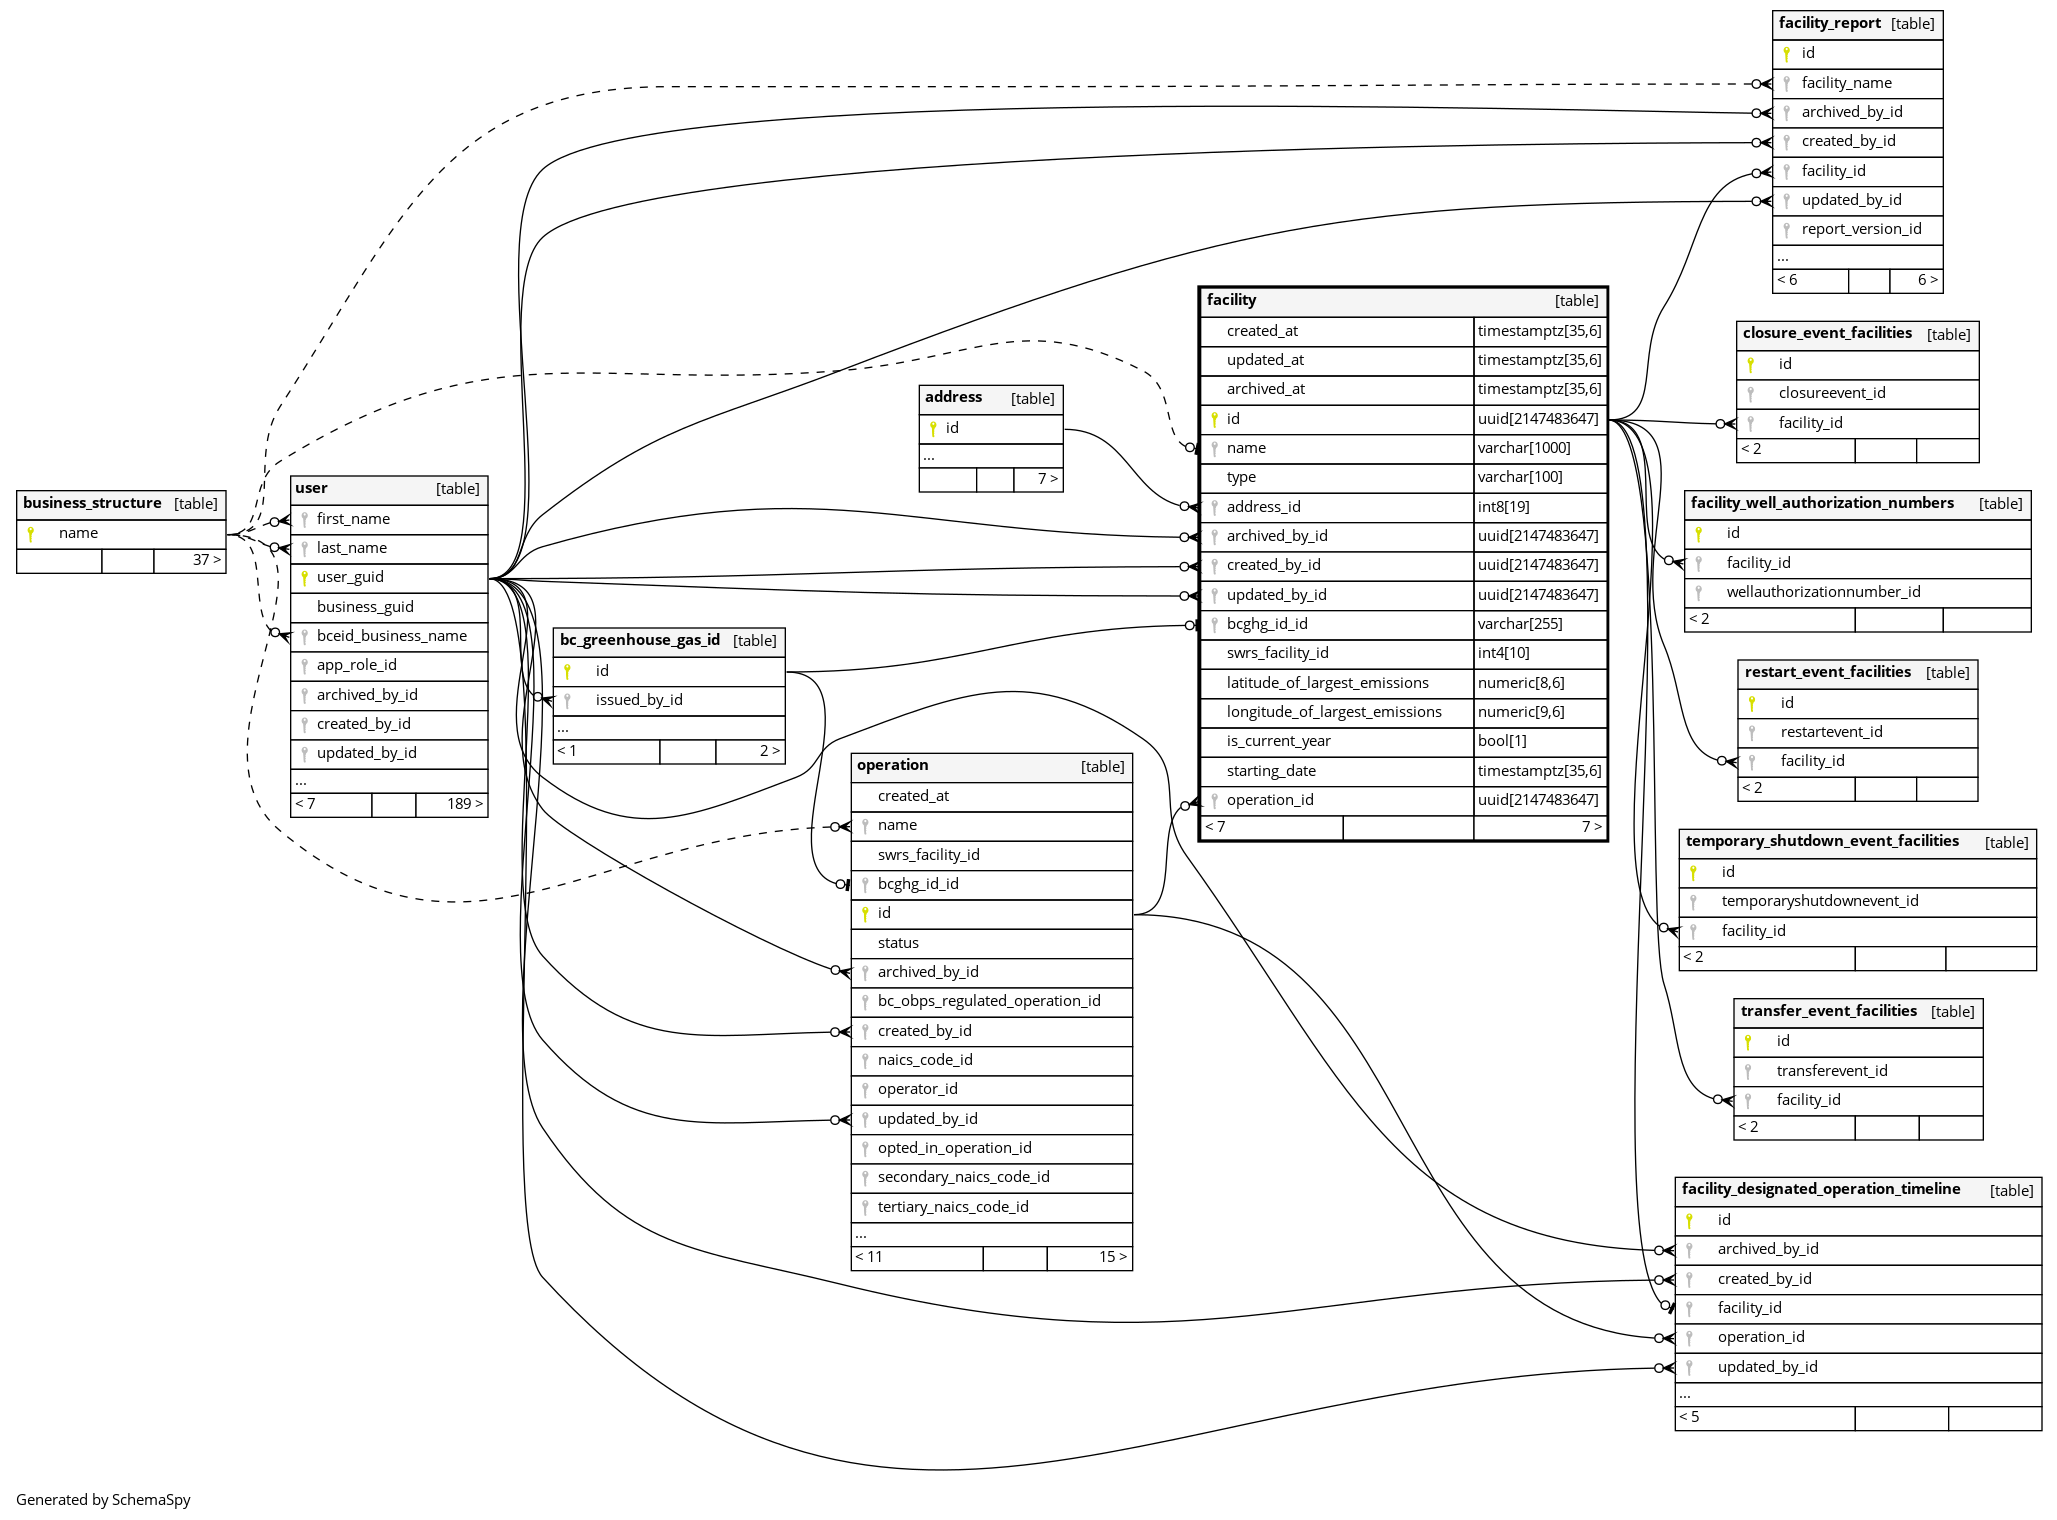 facility_report [table]
id
facility_name
archived_by_id
created_by_id
facility_id
updated_by_id
report_version_id
...
< 6 6 >
facility [table]
created_at timestamptz[35,6]
updated_at timestamptz[35,6]
archived_at timestamptz[35,6]
id uuid[2147483647]
name varchar[1000]
type varchar[100]
address_id int8[19]
archived_by_id uuid[2147483647]
created_by_id uuid[2147483647]
updated_by_id uuid[2147483647]
bcghg_id_id varchar[255]
swrs_facility_id int4[10]
latitude_of_largest_emissions numeric[8,6]
longitude_of_largest_emissions numeric[9,6]
is_current_year bool[1]
starting_date timestamptz[35,6]
operation_id uuid[2147483647]
< 7 7 >
closure_event_facilities [table]
id
closureevent_id
facility_id
< 2
address [table]
id
...
7 >
business_structure [table]
name
37 >
user [table]
first_name
last_name
user_guid
business_guid
bceid_business_name
app_role_id
archived_by_id
created_by_id
updated_by_id
...
< 7 189 >
facility_well_authorization_numbers [table]
id
facility_id
wellauthorizationnumber_id
< 2
bc_greenhouse_gas_id [table]
id
issued_by_id
...
< 1 2 >
restart_event_facilities [table]
id
restartevent_id
facility_id
< 2
operation [table]
created_at
name
swrs_facility_id
bcghg_id_id
id
status
archived_by_id
bc_obps_regulated_operation_id
created_by_id
naics_code_id
operator_id
updated_by_id
opted_in_operation_id
secondary_naics_code_id
tertiary_naics_code_id
...
< 11 15 >
temporary_shutdown_event_facilities [table]
id
temporaryshutdownevent_id
facility_id
< 2
transfer_event_facilities [table]
id
transferevent_id
facility_id
< 2
facility_designated_operation_timeline [table]
id
archived_by_id
created_by_id
facility_id
operation_id
updated_by_id
...
< 5
Generated by SchemaSpy